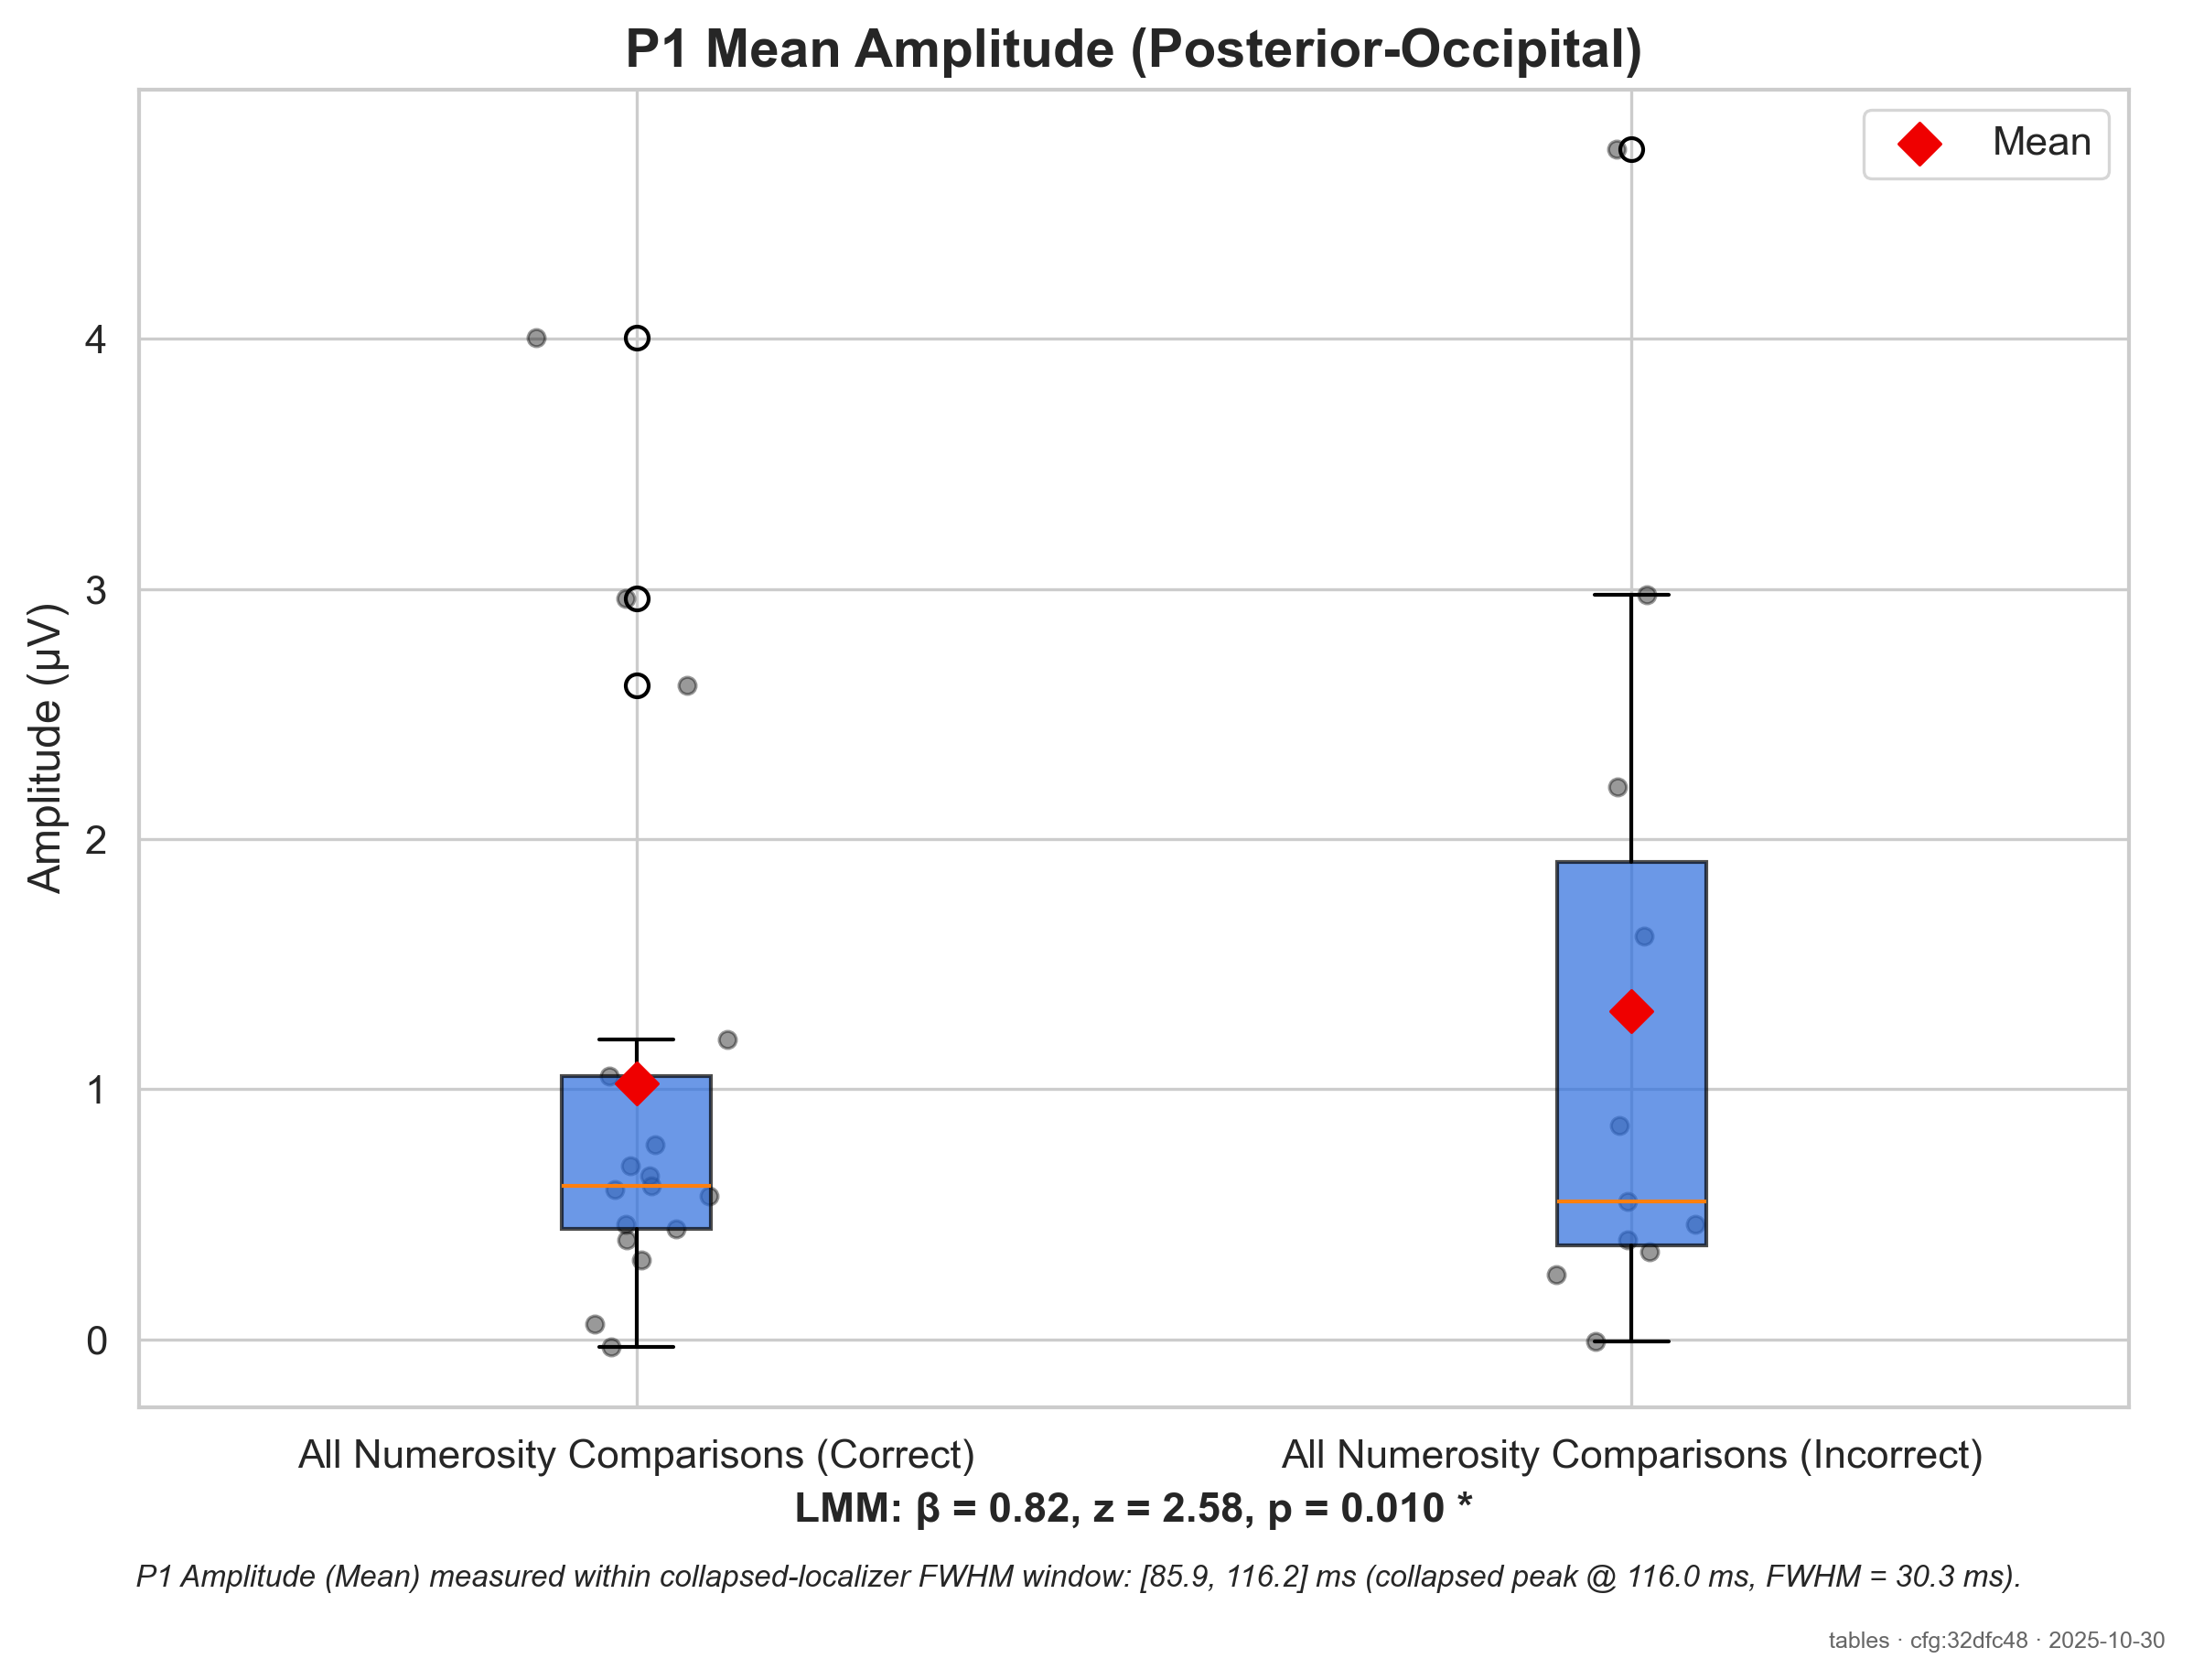 P1 Mean Amplitude (Posterior-Occipital)
Mean
Amplitude (µV)
4
3
2
1
0
All Numerosity Comparisons (Correct)
All Numerosity Comparisons (Incorrect)
LMM: β = 0.82, z = 2.58, p = 0.010 *
P1 Amplitude (Mean) measured within collapsed-localizer FWHM window: [85.9, 116.2] ms (collapsed peak @ 116.0 ms, FWHM = 30.3 ms).
tables · cfg:32dfc48 · 2025-10-30